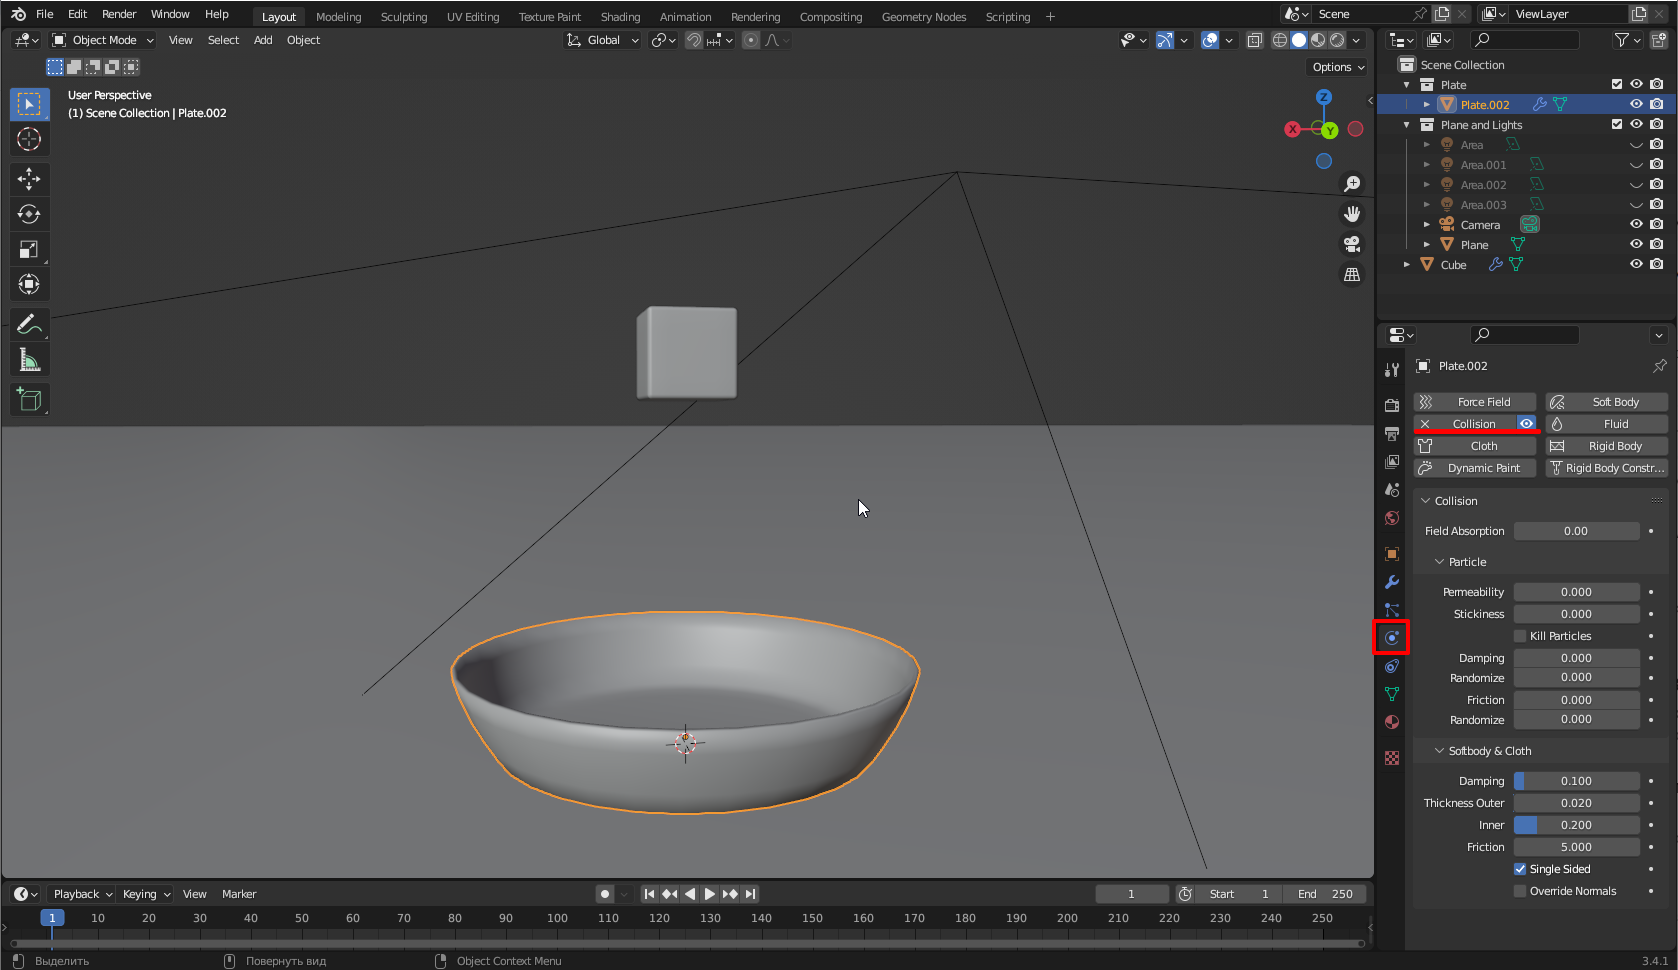 File Edit Render Window Help Layout Modeling Sculpting UV Editing Texture Paint Shading Animation Rendering Compositing Geometry Nodes Scripting + Scene ViewLayer
Object Mode View Select Add Object Global
Options
User Perspective
(1) Scene Collection | Plate.002
Z
X
Y
Scene Collection
Plate
Plate.002
Plane and Lights
Area
Area.001
Area.002
Area.003
Camera
Plane
Cube
Plate.002
Force Field Soft Body
Collision Fluid
Cloth Rigid Body
Dynamic Paint Rigid Body Constr...
Collision
Field Absorption 0.00
Particle
Permeability 0.000
Stickiness 0.000
Kill Particles
Damping 0.000
Randomize 0.000
Friction 0.000
Randomize 0.000
Softbody & Cloth
Damping 0.100
Thickness Outer 0.020
Inner 0.200
Friction 5.000
Single Sided
Override Normals
Playback Keying View Marker 1 Start 1 End 250
1 10 20 30 40 50 60 70 80 90 100 110 120 130 140 150 160 170 180 190 200 210 220 230 240 250
Выделить Повернуть вид Object Context Menu 3.4.1